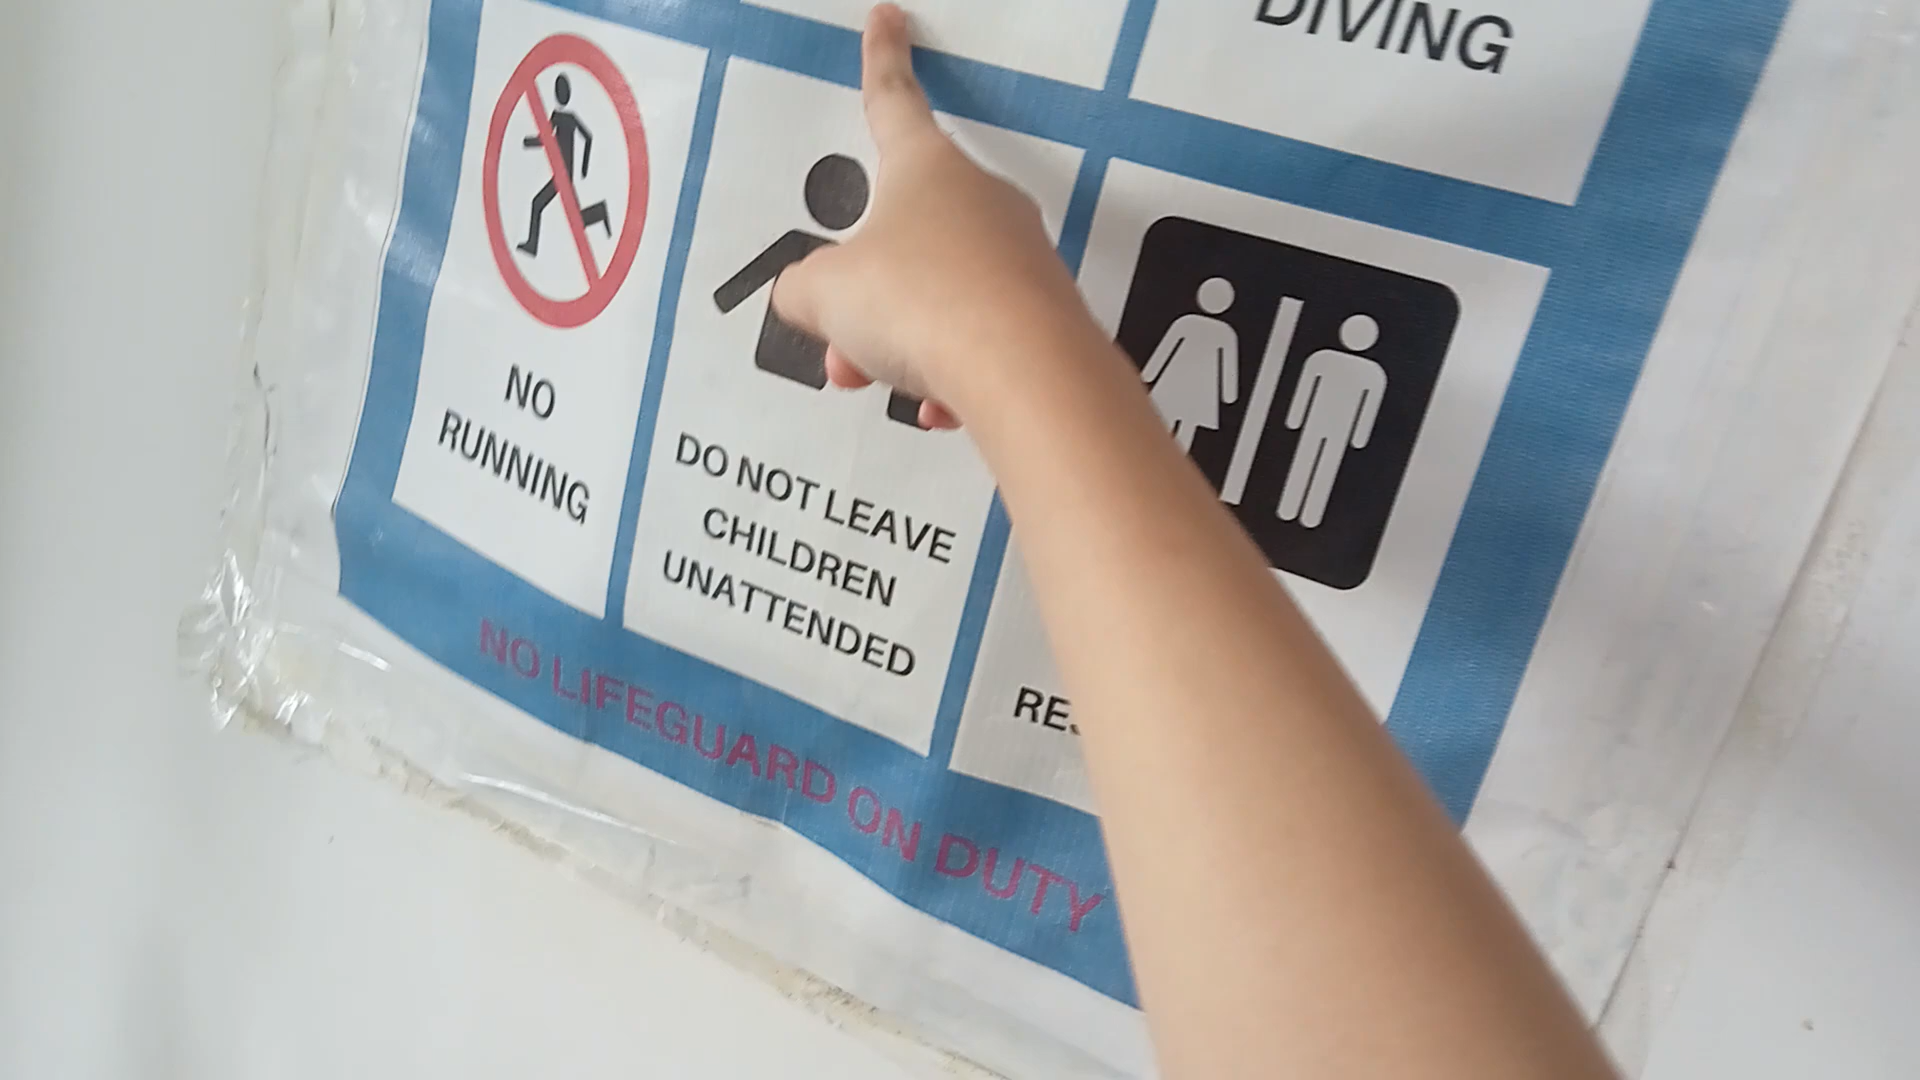 DIVING
NO
RUNNING
DO NOT LEAVE
CHILDREN
UNATTENDED
NO LIFEGUARD ON DUTY